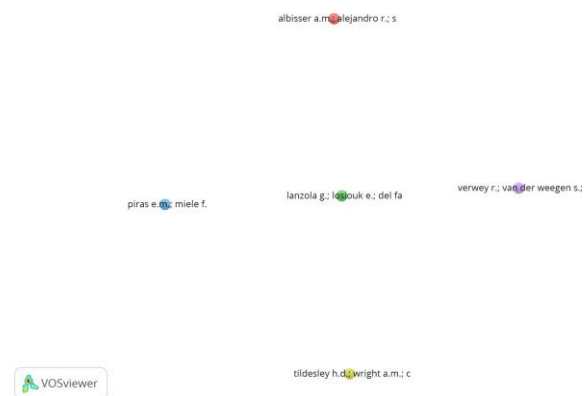 albisser a.m.; alejandro r.; s
verwey r.; van der weegen s.;
lanzola g.; losiouk e.; del fa
piras e.m.; miele f.
tildesley h.d.; wright a.m.; c
VOSviewer